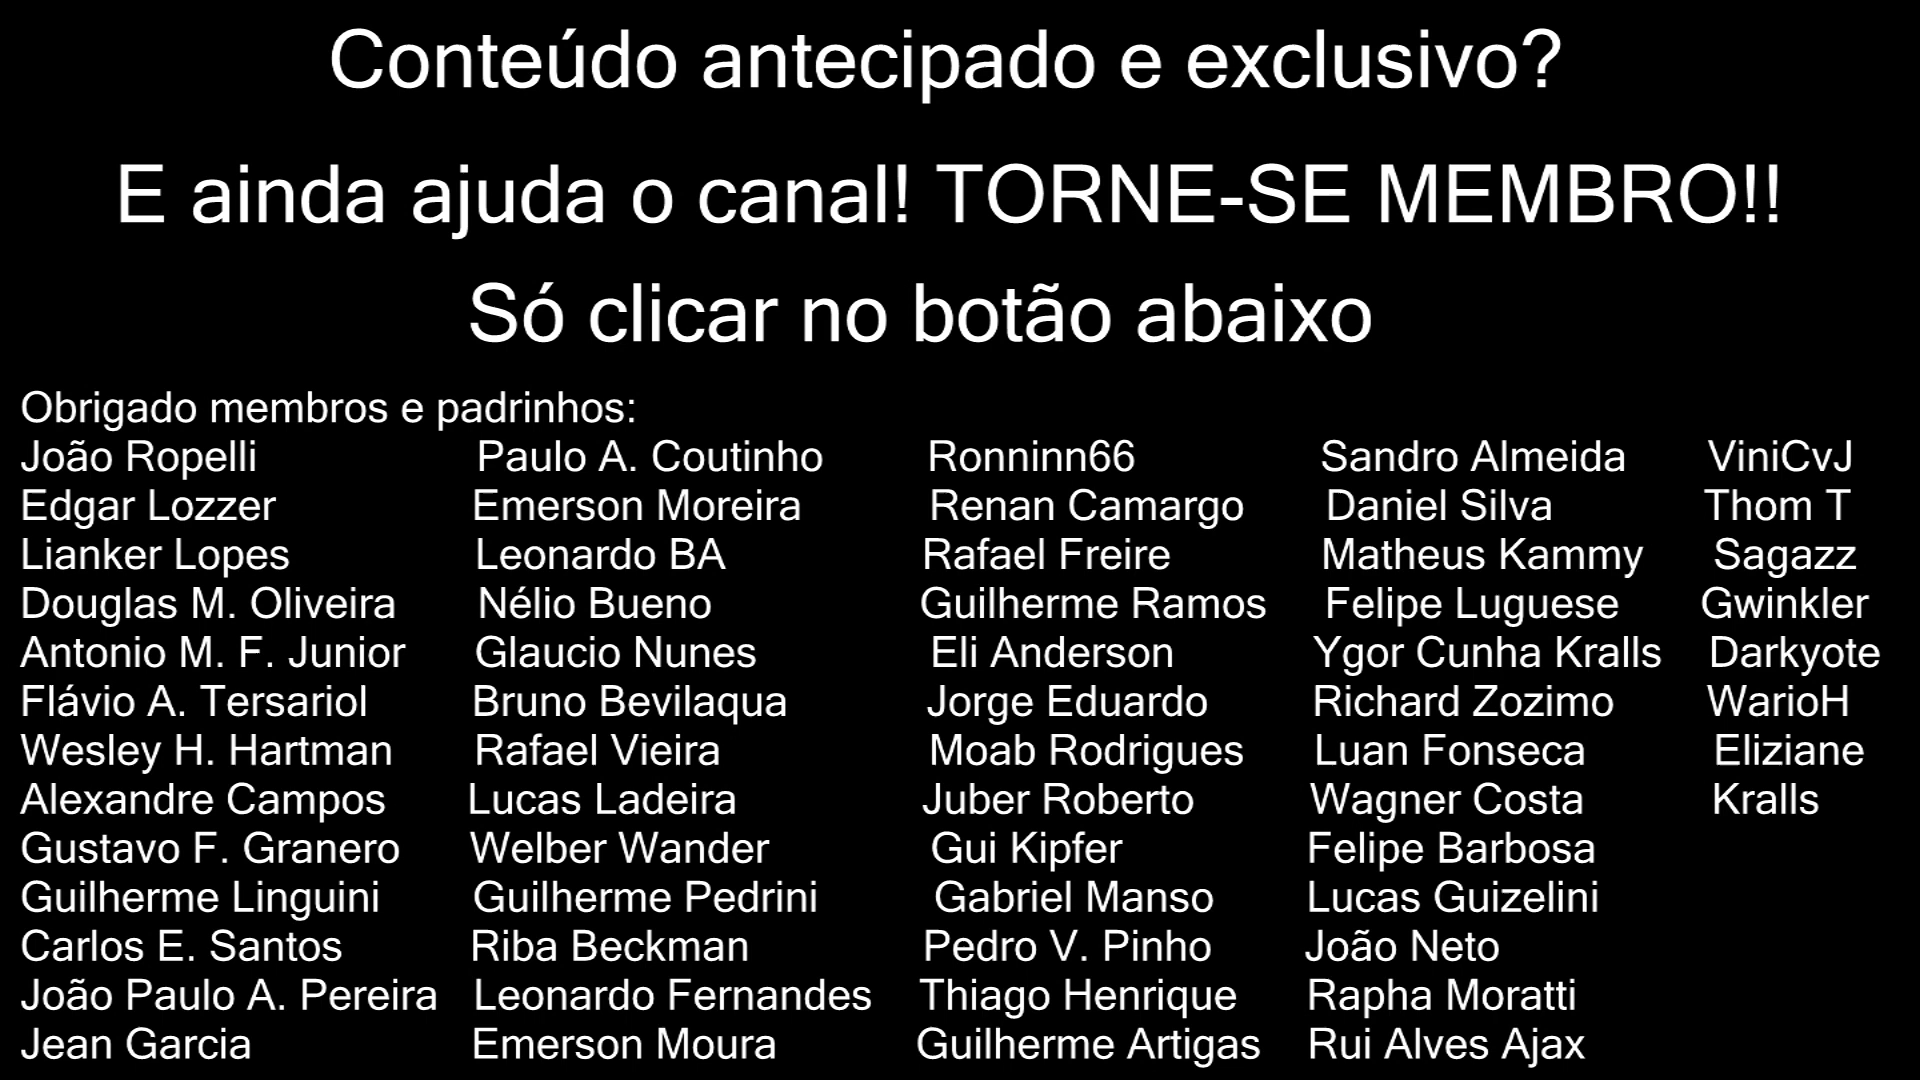 Conteúdo antecipado e exclusivo?
E ainda ajuda o canal! TORNE-SE MEMBRO!!
Só clicar no botão abaixo
Obrigado membros e padrinhos:
João Ropelli Paulo A. Coutinho Ronninn66 Sandro Almeida ViniCvJ
Edgar Lozzer Emerson Moreira Renan Camargo Daniel Silva Thom T
Lianker Lopes Leonardo BA Rafael Freire Matheus Kammy Sagazz
Douglas M. Oliveira Nélio Bueno Guilherme Ramos Felipe Luguese Gwinkler
Antonio M. F. Junior Glaucio Nunes Eli Anderson Ygor Cunha Kralls Darkyote
Flávio A. Tersariol Bruno Bevilaqua Jorge Eduardo Richard Zozimo WarioH
Wesley H. Hartman Rafael Vieira Moab Rodrigues Luan Fonseca Eliziane
Alexandre Campos Lucas Ladeira Juber Roberto Wagner Costa Kralls
Gustavo F. Granero Welber Wander Gui Kipfer Felipe Barbosa
Guilherme Linguini Guilherme Pedrini Gabriel Manso Lucas Guizelini
Carlos E. Santos Riba Beckman Pedro V. Pinho João Neto
João Paulo A. Pereira Leonardo Fernandes Thiago Henrique Rapha Moratti
Jean Garcia Emerson Moura Guilherme Artigas Rui Alves Ajax